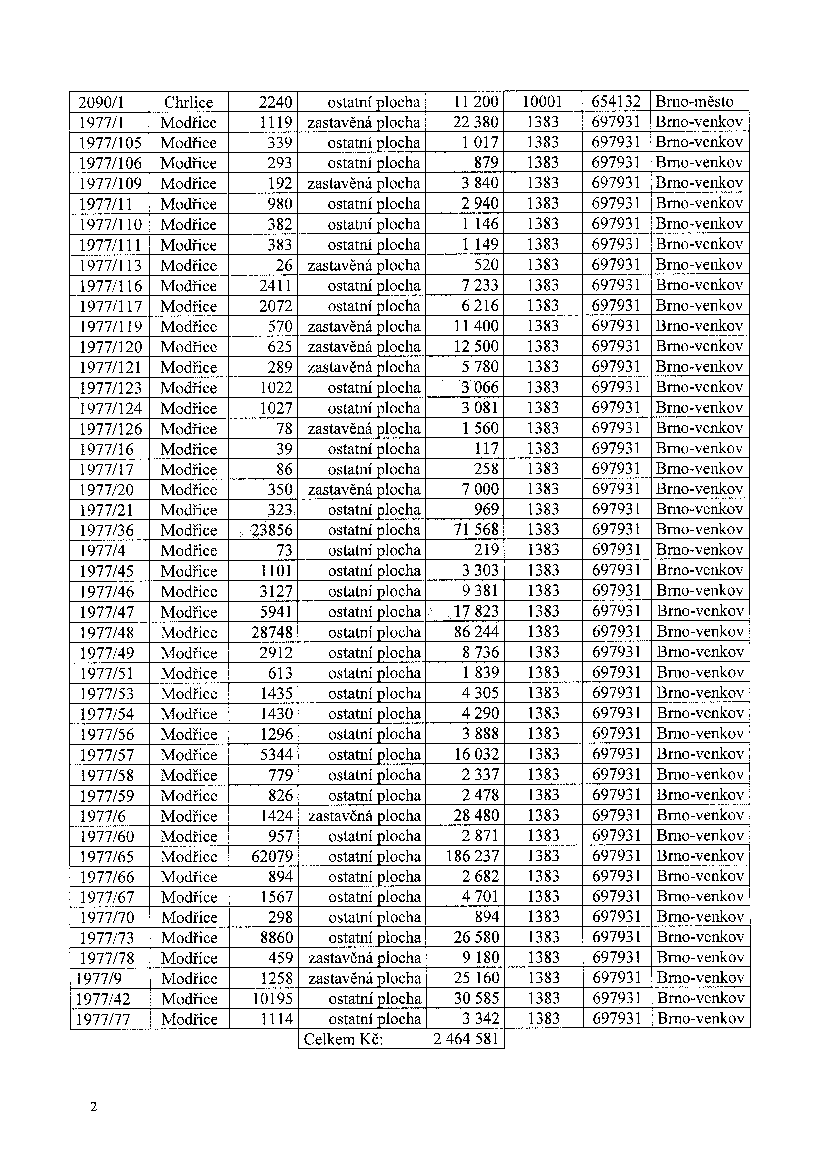 2090/1 Chrlice 2240 ostatní plocha 11 200 10001 654132 Brno-město
1977/1 Modřice 1119 zastavěná plocha 22 380 1383 697931 Brno-venkov
1977/105 Modřice 339 ostatní plocha 1 017 1383 697931 Brno-venkov
1977/106 Modřice 293 ostatní plocha 879 1383 697931 Brno-venkov
1977/109 Modřice 192 zastavěná plocha 3 840 1383 697931 Brno-venkov
1977/11 Modřice 980 ostatní plocha 2 940 1383 697931 Brno-venkov
1977/110 Modřice 382 ostatní plocha 1 146 1383 697931 Brno-venkov
1977/111 Modřice 383 ostatní plocha 1 149 1383 697931 Brno-venkov
1977/113 Modřice 26 zastavěná plocha 520 1383 697931 Brno-venkov
1977/116 Modřice 2411 ostatní plocha 7 233 1383 697931 Brno-venkov
1977/117 Modřice 2072 ostatní plocha 6 216 1383 697931 Brno-venkov
1977/119 Modřice 570 zastavěná plocha 11 400 1383 697931 Brno-venkov
1977/120 Modřice 625 zastavěná plocha 12 500 1383 697931 Brno-venkov
1977/121 Modřice 289 zastavěná plocha 5 780 1383 697931 Brno-venkov
1977/123 Modřice 1022 ostatní plocha 3 066 1383 697931 Brno-venkov
1977/124 Modřice 1027 ostatní plocha 3 081 1383 697931 Brno-venkov
1977/126 Modřice 78 zastavěná plocha 1 560 1383 697931 Brno-venkov
1977/16 Modřice 39 ostatní plocha 117 1383 697931 Brno-venkov
1977/17 Modřice 86 ostatní plocha 258 1383 697931 Brno-venkov
1977/20 Modřice 350 zastavěná plocha 7 000 1383 697931 Brno-venkov
1977/21 Modřice 323 ostatní plocha 969 1383 697931 Brno-venkov
1977/36 Modřice 23856 ostatní plocha 71 568 1383 697931 Brno-venkov
1977/4 Modřice 73 ostatní plocha 219 1383 697931 Brno-venkov
1977/45 Modřice 1101 ostatní plocha 3 303 1383 697931 Brno-venkov
1977/46 Modřice 3127 ostatní plocha 9 381 1383 697931 Brno-venkov
1977/47 Modřice 5941 ostatní plocha 17 823 1383 697931 Brno-venkov
1977/48 Modřice 28748 ostatní plocha 86 244 1383 697931 Brno-venkov
1977/49 Modřice 2912 ostatní plocha 8 736 1383 697931 Brno-venkov
1977/51 Modřice 613 ostatní plocha 1 839 1383 697931 Brno-venkov
1977/53 Modřice 1435 ostatní plocha 4 305 1383 697931 Brno-venkov
1977/54 Modřice 1430 ostatní plocha 4 290 1383 697931 Brno-venkov
1977/56 Modřice 1296 ostatní plocha 3 888 1383 697931 Brno-venkov
1977/57 Modřice 5344 ostatní plocha 16 032 1383 697931 Brno-venkov
1977/58 Modřice 779 ostatní plocha 2 337 1383 697931 Brno-venkov
1977/59 Modřice 826 ostatní plocha 2 478 1383 697931 Brno-venkov
1977/6 Modřice 1424 zastavěná plocha 28 480 1383 697931 Brno-venkov
1977/60 Modřice 957 ostatní plocha 2 871 1383 697931 Brno-venkov
1977/65 Modřice 62079 ostatní plocha 186 237 1383 697931 Brno-venkov
1977/66 Modřice 894 ostatní plocha 2 682 1383 697931 Brno-venkov
1977/67 Modřice 1567 ostatní plocha 4 701 1383 697931 Brno-venkov
1977/70 Modřice 298 ostatní plocha 894 1383 697931 Brno-venkov
1977/73 Modřice 8860 ostatní plocha 26 580 1383 697931 Brno-venkov
1977/78 Modřice 459 zastavěná plocha 9 180 1383 697931 Brno-venkov
1977/9 Modřice 1258 zastavěná plocha 25 160 1383 697931 Brno-venkov
1977/42 Modřice 10195 ostatní plocha 30 585 1383 697931 Brno-venkov
1977/77 Modřice 1114 ostatní plocha 3 342 1383 697931 Brno-venkov
Celkem Kč: 2 464 581
2